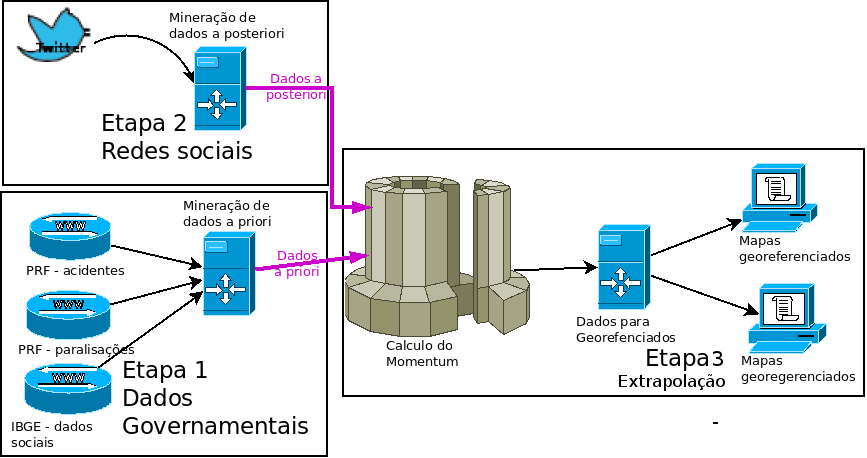 Twitter
Mineração de
dados a posteriori
Dados a
posteriori
Etapa 2
Redes sociais
Mineração de
dados a priori
WWW
PRF - acidentes
Dados
a priori
WWW
PRF - paralisações
WWW
IBGE - dados
sociais
Etapa 1
Dados
Governamentais
Calculo do
Momentum
Dados para
Georefenciados
Mapas
georeferenciados
Mapas
georegerenciados
Etapa3
Extrapolação
-